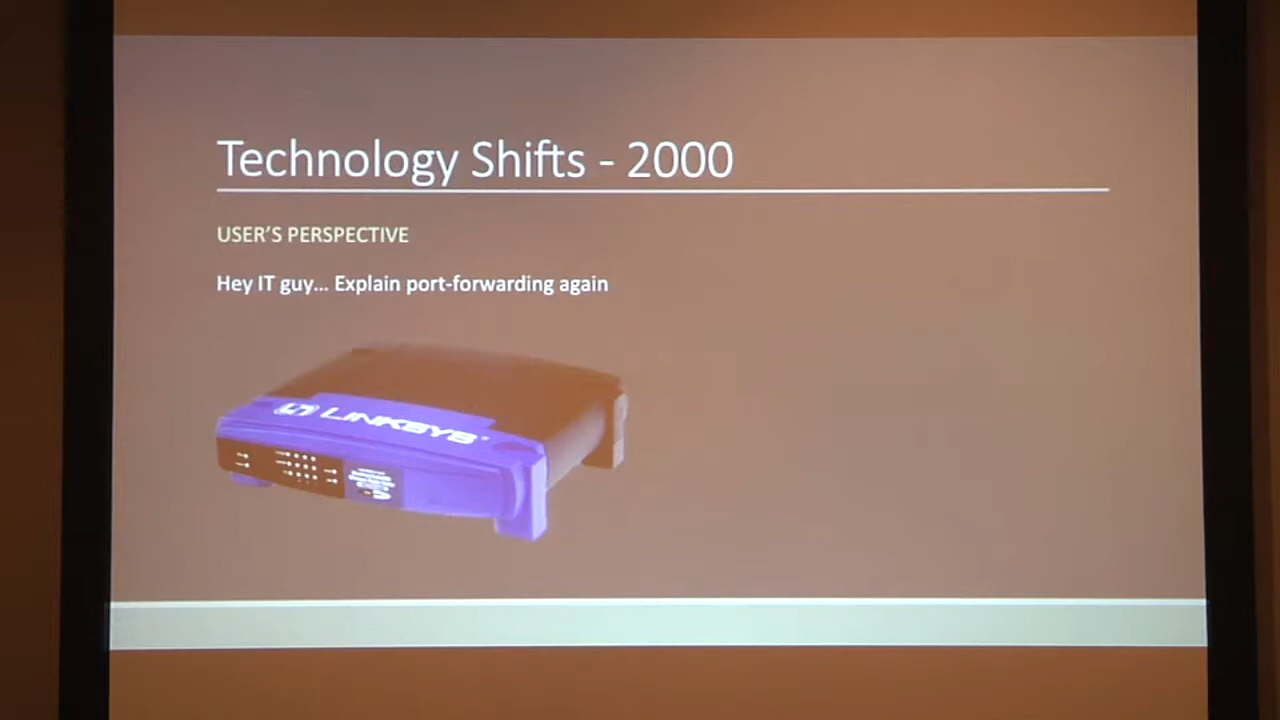 Technology Shifts - 2000
USER'S PERSPECTIVE
Hey IT guy... Explain port-forwarding again
LINKSYS